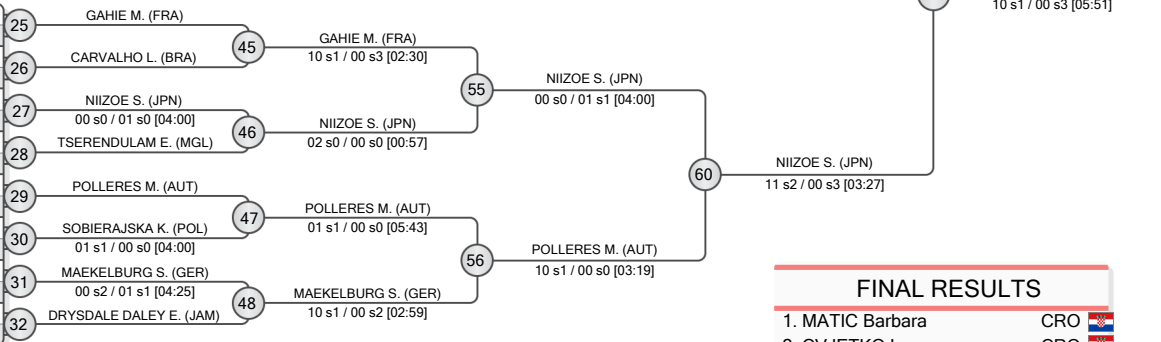 10 s1 / 00 s3 [05:51]
25
GAHIE M. (FRA)
45
GAHIE M. (FRA)
10 s1 / 00 s3 [02:30]
26
CARVALHO L. (BRA)
55
NIIZOE S. (JPN)
00 s0 / 01 s1 [04:00]
27
NIIZOE S. (JPN)
00 s0 / 01 s0 [04:00]
46
NIIZOE S. (JPN)
02 s0 / 00 s0 [00:57]
28
TSERENDULAM E. (MGL)
60
NIIZOE S. (JPN)
11 s2 / 00 s3 [03:27]
29
POLLERES M. (AUT)
47
POLLERES M. (AUT)
01 s1 / 00 s0 [05:43]
30
SOBIERAJSKA K. (POL)
01 s1 / 00 s0 [04:00]
56
POLLERES M. (AUT)
10 s1 / 00 s0 [03:19]
31
MAEKELBURG S. (GER)
00 s2 / 01 s1 [04:25]
48
MAEKELBURG S. (GER)
10 s1 / 00 s2 [02:59]
32
DRYSDALE DALEY E. (JAM)
FINAL RESULTS
1. MATIC Barbara CRO